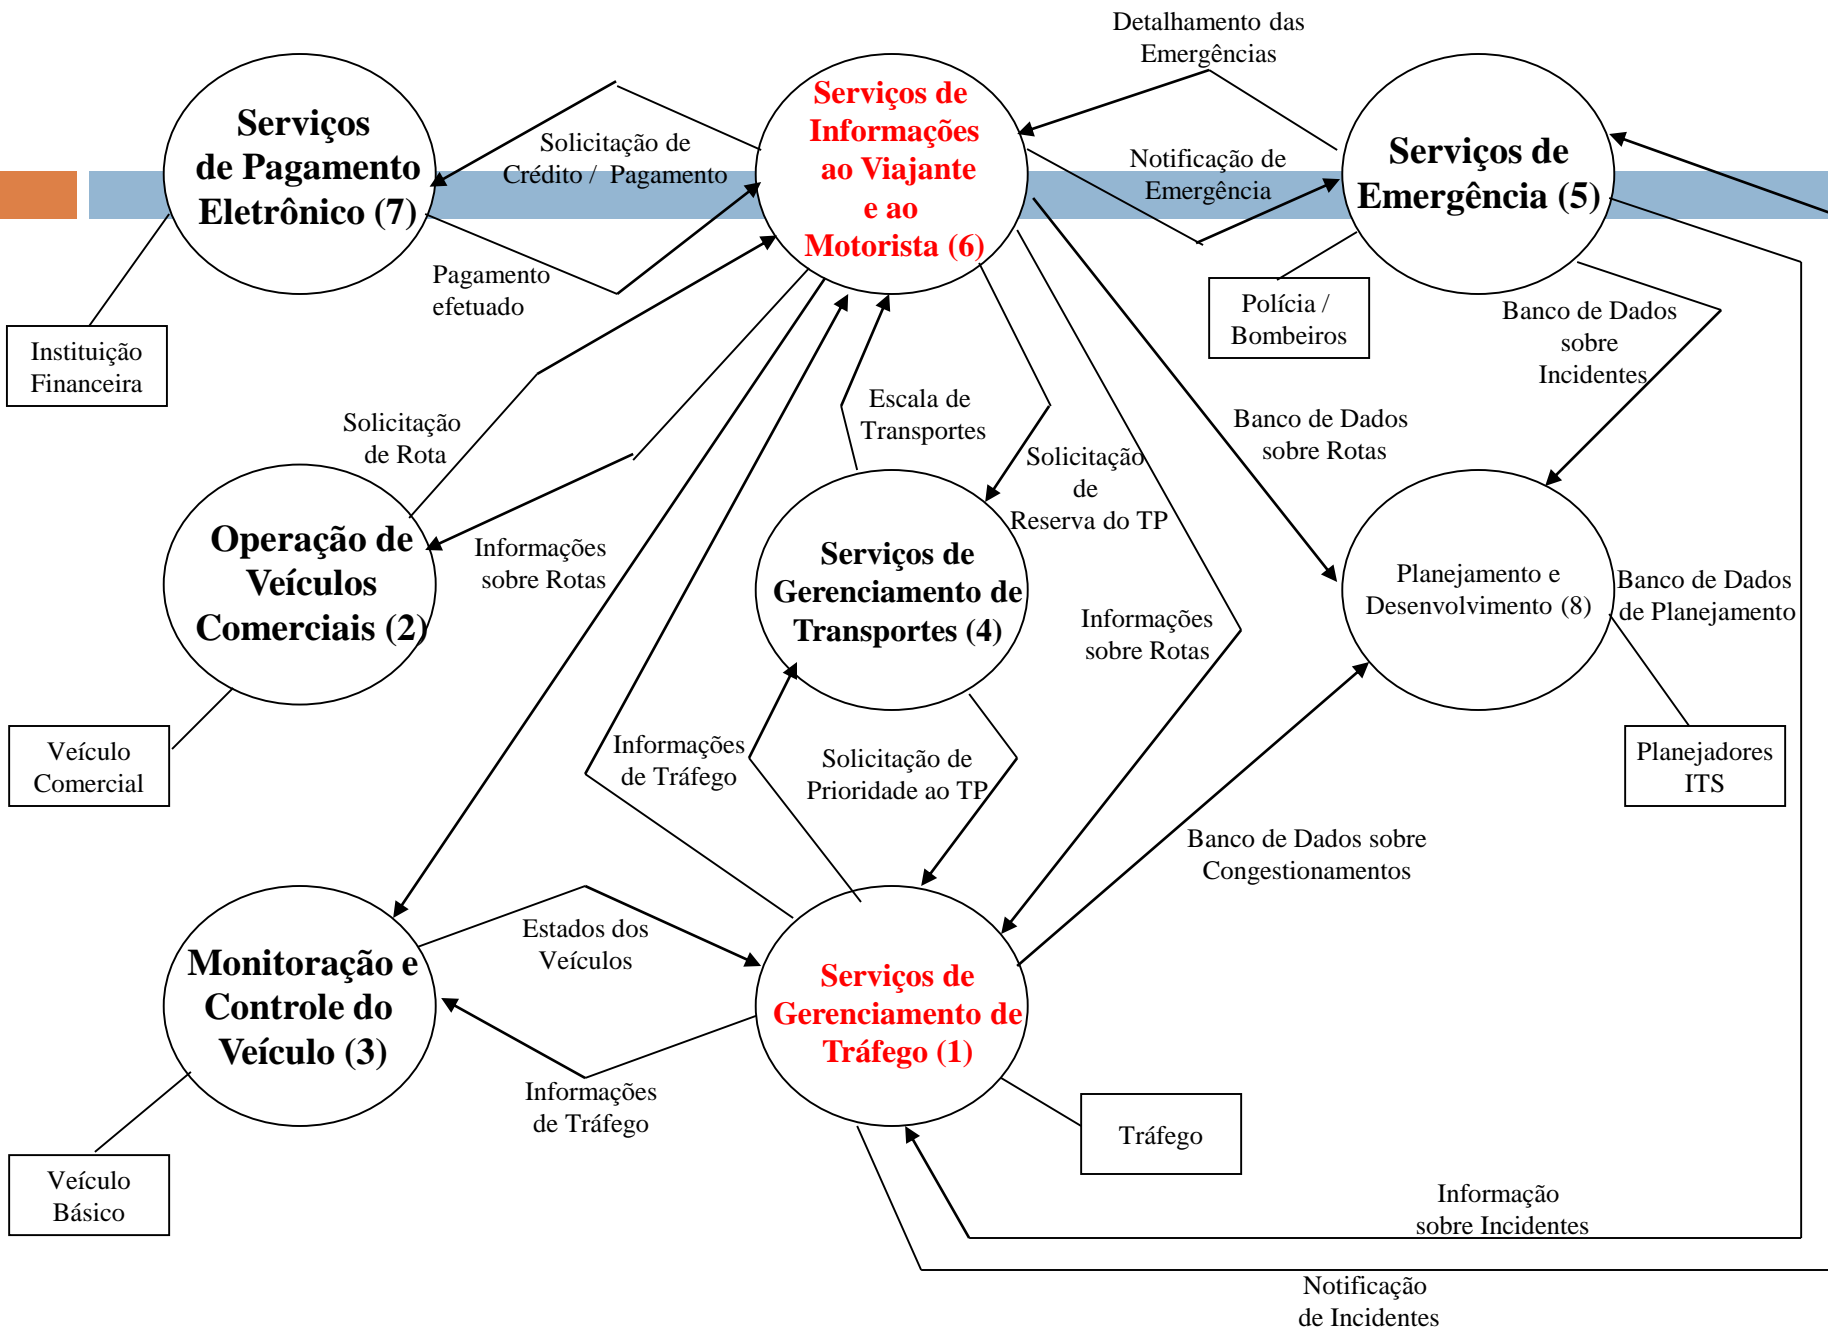 Detalhamento das
Emergências
Serviços
de Pagamento
Eletrônico (7)
Solicitação de
Crédito / Pagamento
Serviços de
Informações
ao Viajante
e ao
Motorista (6)
Notificação de
Emergência
Serviços de
Emergência (5)
Pagamento
efetuado
Instituição
Financeira
Polícia /
Bombeiros
Banco de Dados
sobre
Incidentes
Solicitação
de Rota
Escala de
Transportes
Solicitação
de
Reserva do TP
Banco de Dados
sobre Rotas
Operação de
Veículos
Comerciais (2)
Informações
sobre Rotas
Serviços de
Gerenciamento de
Transportes (4)
Informações
sobre Rotas
Planejamento e
Desenvolvimento (8)
Banco de Dados
de Planejamento
Veículo
Comercial
Informações
de Tráfego
Solicitação de
Prioridade ao TP
Planejadores
ITS
Banco de Dados sobre
Congestionamentos
Monitoração e
Controle do
Veículo (3)
Estados dos
Veículos
Serviços de
Gerenciamento de
Tráfego (1)
Informações
de Tráfego
Tráfego
Veículo
Básico
Informação
sobre Incidentes
Notificação
de Incidentes